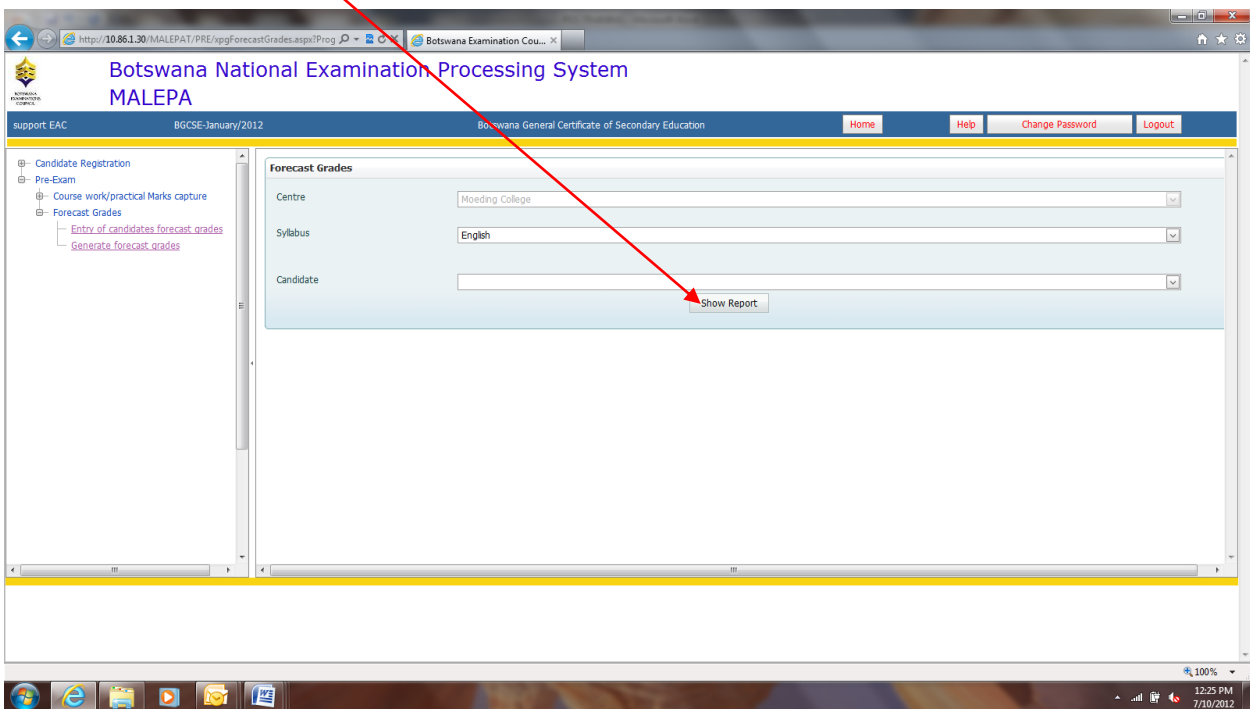 http://10.86.1.30/MALEPAT/PRE/xpgForecastGrades.aspx?Prog
Botswana Examination Cou...
Botswana National Examination Processing System
MALEPA
BOTSWANA
EXAMINATIONS
COUNCIL
support EAC BGCSE-January/2012 Botswana General Certificate of Secondary Education Home Help Change Password Logout
Candidate Registration
Pre-Exam
Course work/practical Marks capture
Forecast Grades
Entry of candidates forecast grades
Generate forecast grades
Forecast Grades
Centre Moeding College
Syllabus English
Candidate
Show Report
100%
12:25 PM
7/10/2012